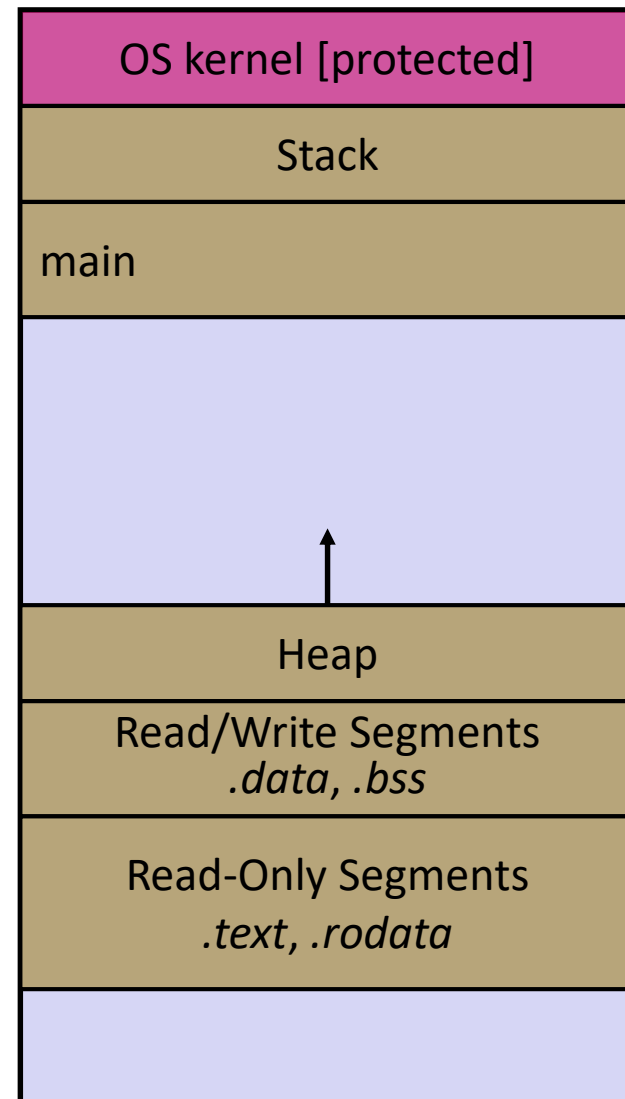 OS kernel [protected]
Stack
main
Heap
Read/Write Segments
.data, .bss
Read-Only Segments
.text, .rodata